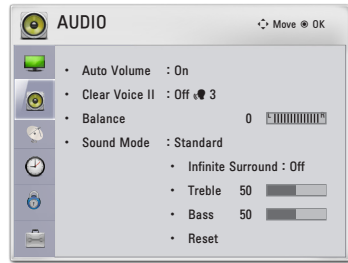 AUDIO Move OK
• Auto Volume : On
• Clear Voice II : Off 3
• Balance 0 L R
• Sound Mode : Standard
• Infinite Surround : Off
• Treble 50
• Bass 50
• Reset